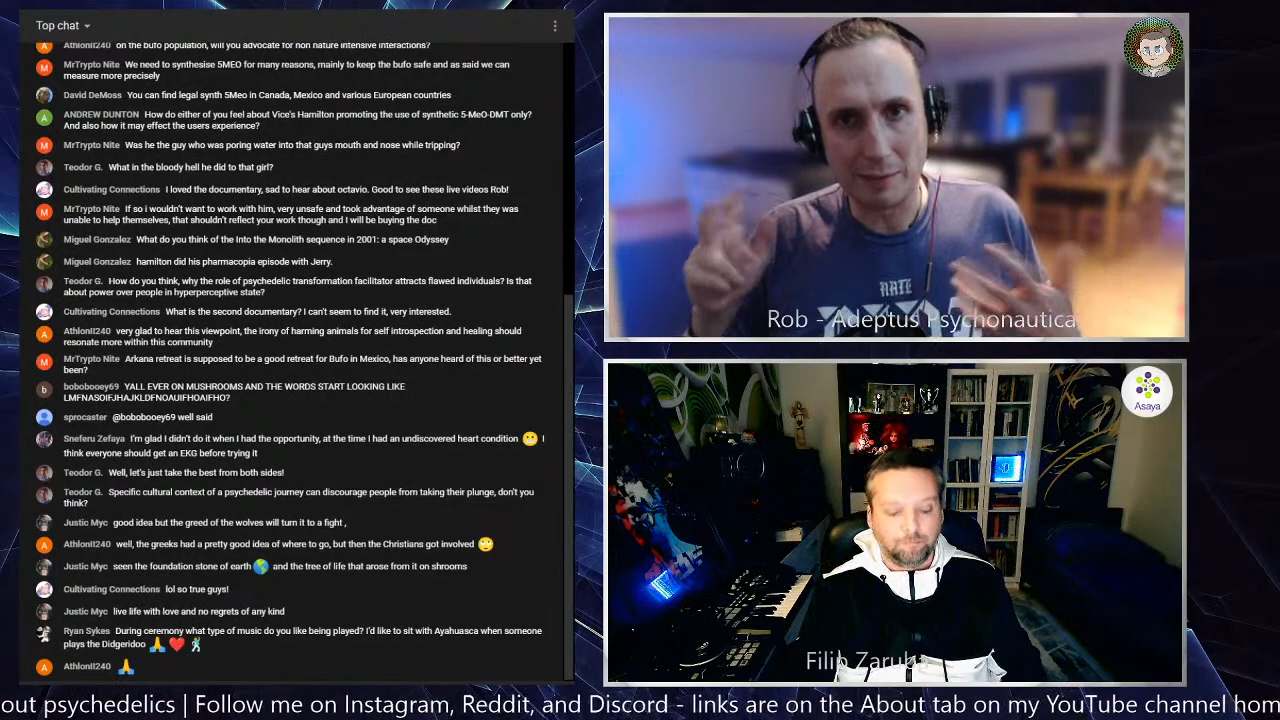 Top chat
AthlonII240 on the bufo population, will you advocate for non nature intensive interactions?
MrTrypto Nite We need to synthesise 5MEO for many reasons, mainly to keep the bufo safe and as said we can
measure more precisely
David DeMoss You can find legal synth 5Meo in Canada, Mexico and various European countries
ANDREW DUNTON How do either of you feel about Vice's Hamilton promoting the use of synthetic 5-MeO-DMT only?
And also how it may effect the users experience?
MrTrypto Nite Was he the guy who was poring water into that guys mouth and nose while tripping?
Teodor G. What in the bloody hell he did to that girl?
Cultivating Connections I loved the documentary, sad to hear about octavio. Good to see these live videos Rob!
MrTrypto Nite If so i wouldn't want to work with him, very unsafe and took advantage of someone whilst they was
unable to help themselves, that shouldn't reflect your work though and I will be buying the doc
Miguel Gonzalez What do you think of the Into the Monolith sequence in 2001: a space Odyssey
Miguel Gonzalez hamilton did his pharmacopia episode with Jerry.
Teodor G. How do you think, why the role of psychedelic transformation facilitator attracts flawed individuals? Is that
about power over people in hyperperceptive state?
Cultivating Connections What is the second documentary? I can't seem to find it, very interested.
AthlonII240 very glad to hear this viewpoint, the irony of harming animals for self introspection and healing should
resonate more within this community
MrTrypto Nite Arkana retreat is supposed to be a good retreat for Bufo in Mexico, has anyone heard of this or better yet
been?
bobobooey69 YALL EVER ON MUSHROOMS AND THE WORDS START LOOKING LIKE
LMFNASOIFJHAJKLDFNOAUIFHOAIFHO?
sprocaster @bobobooey69 well said
Sneferu Zefaya I'm glad I didn't do it when I had the opportunity, at the time I had an undiscovered heart condition 😬 I
think everyone should get an EKG before trying it
Teodor G. Well, let's just take the best from both sides!
Teodor G. Specific cultural context of a psychedelic journey can discourage people from taking their plunge, don't you
think?
Justic Myc good idea but the greed of the wolves will turn it to a fight ,
AthlonII240 well, the greeks had a pretty good idea of where to go, but then the Christians got involved 🙄
Justic Myc seen the foundation stone of earth 🌎 and the tree of life that arose from it on shrooms
Cultivating Connections lol so true guys!
Justic Myc live life with love and no regrets of any kind
Ryan Sykes During ceremony what type of music do you like being played? I'd like to sit with Ayahuasca when someone
plays the Didgeridoo 🙏 ❤️ 🕺
AthlonII240 🙏
HATE
Rob - Adeptus Psychonautica
Asaya
Filip Zaruba
out psychedelics | Follow me on Instagram, Reddit, and Discord - links are on the About tab on my YouTube channel hom